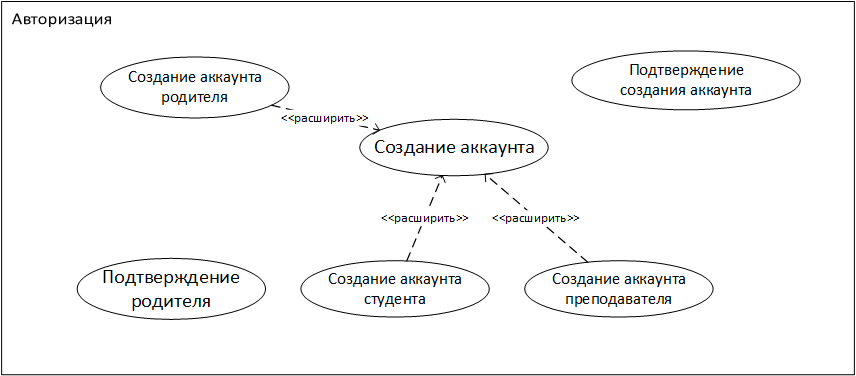 Авторизация
Создание аккаунта
родителя
Подтверждение
создания аккаунта
<<расширить>>
Создание аккаунта
<<расширить>>
<<расширить>>
Подтверждение
родителя
Создание аккаунта
студента
Создание аккаунта
преподавателя